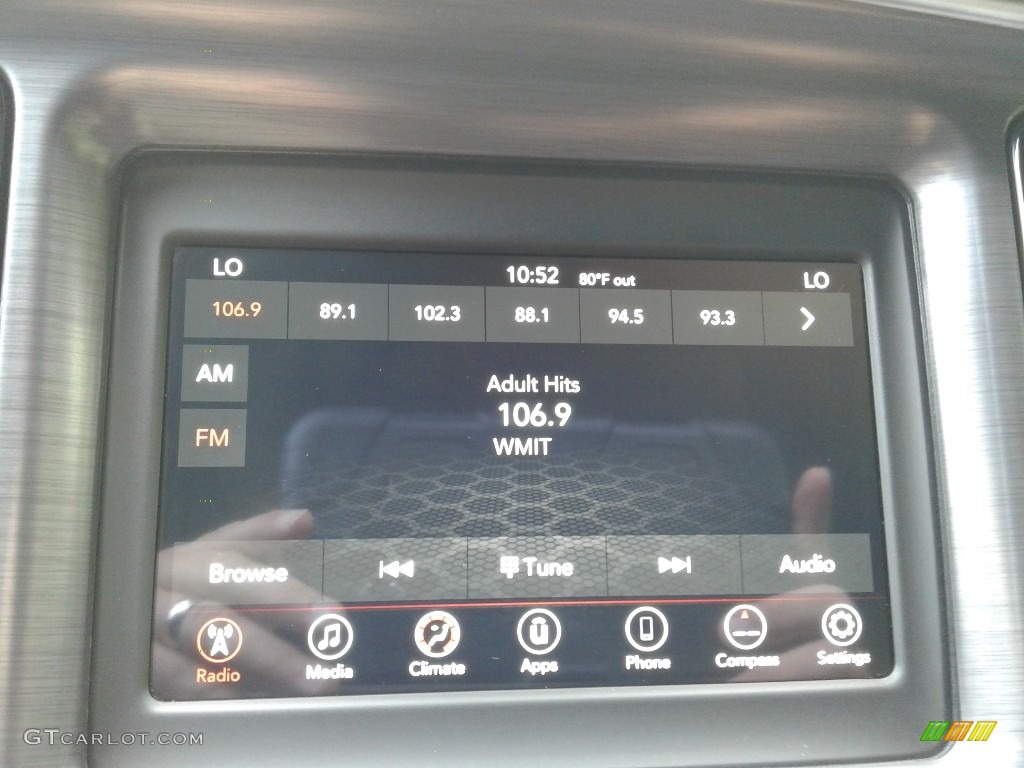 LO 10:52 80°F out LO
106.9 89.1 102.3 88.1 94.5 93.3
AM
Adult Hits
106.9
FM
WMIT
Browse Tune Audio
Radio Media Climate Apps Phone Compass Settings
GTCARLOT.COM